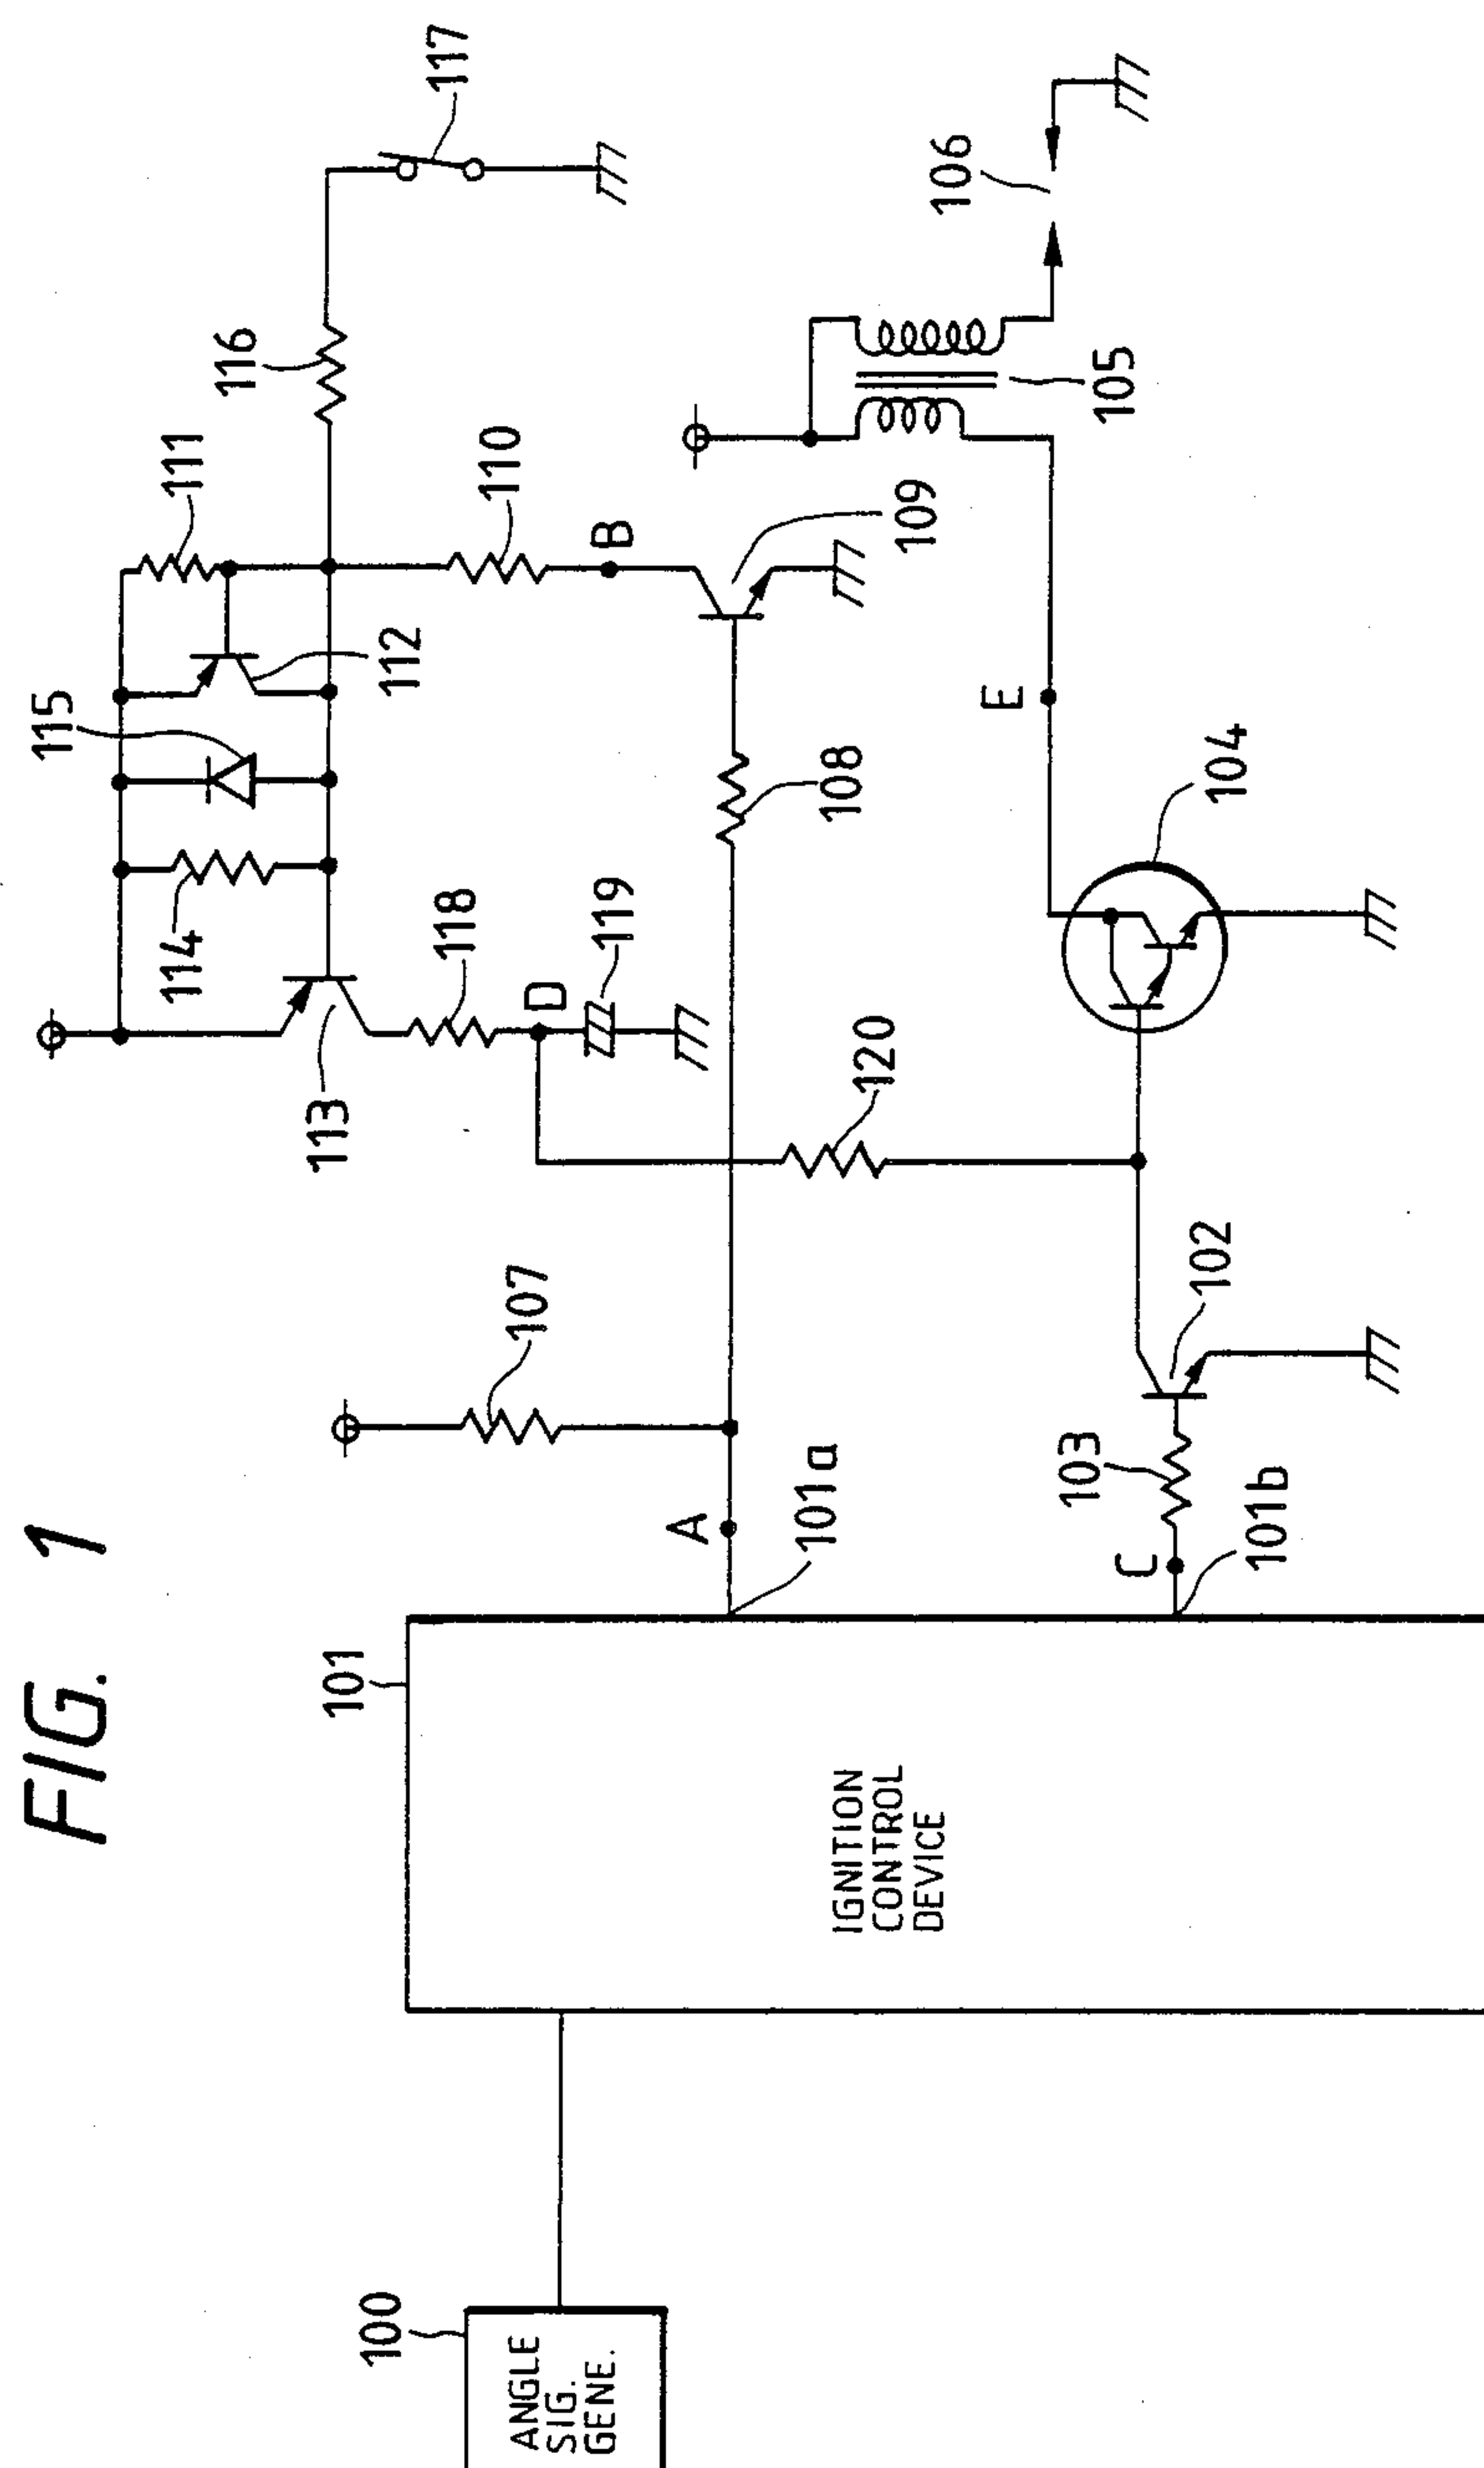 FIG. 1
100
ANGLE
SIG.
GENE.
101
IGNITION
CONTROL
DEVICE
101a
101b
A
C
103
102
107
113
118
D
119
120
114
115
112
111
116
117
110
B
109
108
E
104
105
106